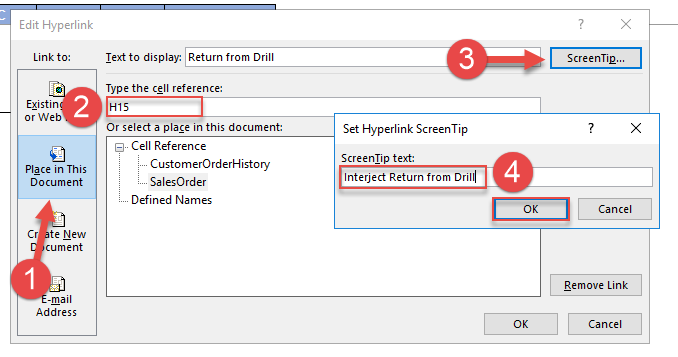 C
Edit Hyperlink
?
Link to:
Text to display:
Return from Drill
3
ScreenTip...
Existing
or Web
2
Type the cell reference:
H15
Or select a place in this document:
Cell Reference
CustomerOrderHistory
SalesOrder
Defined Names
Place in This
Document
1
Create New
Document
E-mail
Address
Set Hyperlink ScreenTip
?
ScreenTip text:
Interject Return from Drill
4
OK
Cancel
Remove Link
OK
Cancel